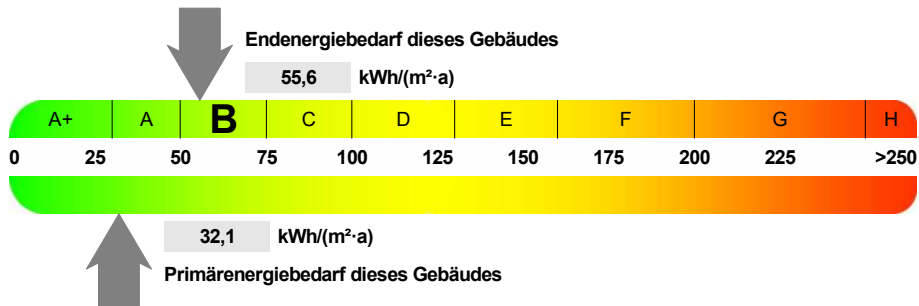 Endenergiebedarf dieses Gebäudes
55,6 kWh/(m²·a)
A+ A B C D E F G H
0 25 50 75 100 125 150 175 200 225 >250
32,1 kWh/(m²·a)
Primärenergiebedarf dieses Gebäudes